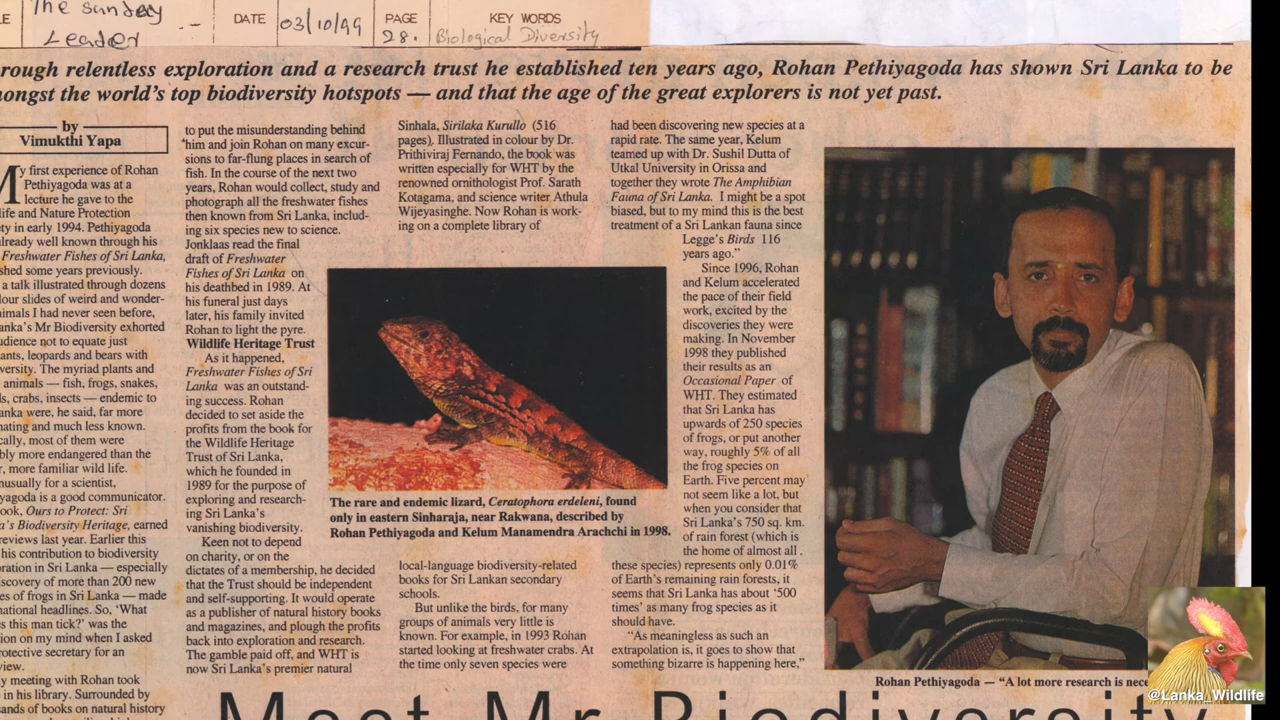 LE
The Sunday
Leader
DATE
03/10/99
PAGE
28.
KEY WORDS
Biological Diversity
rough relentless exploration and a research trust he established ten years ago, Rohan Pethiyagoda has shown Sri Lanka to be
mongst the world's top biodiversity hotspots — and that the age of the great explorers is not yet past.
by
Vimukthi Yapa
My first experience of Rohan
Pethiyagoda was at a
lecture he gave to the
life and Nature Protection
ety in early 1994. Pethiyagoda
already well known through his
Freshwater Fishes of Sri Lanka,
shed some years previously.
a talk illustrated through dozens
lour slides of weird and wonder-
nimals I had never seen before,
anka's Mr Biodiversity exhorted
udience not to equate just
ants, leopards and bears with
versity. The myriad plants and
animals — fish, frogs, snakes,
ls, crabs, insects — endemic to
anka were, he said, far more
nating and much less known.
cally, most of them were
bly more endangered than the
r, more familiar wild life.
nusually for a scientist,
yagoda is a good communicator.
ook, Ours to Protect: Sri
a's Biodiversity Heritage, earned
reviews last year. Earlier this
his contribution to biodiversity
oration in Sri Lanka — especially
iscovery of more than 200 new
es of frogs in Sri Lanka — made
national headlines. So, 'What
s this man tick?' was the
ion on my mind when I asked
rotective secretary for an
view.
y meeting with Rohan took
in his library. Surrounded by
sands of books on natural history
to put the misunderstanding behind
him and join Rohan on many excur-
sions to far-flung places in search of
fish. In the course of the next two
years, Rohan would collect, study and
photograph all the freshwater fishes
then known from Sri Lanka, includ-
ing six species new to science.
Jonklaas read the final
draft of Freshwater
Fishes of Sri Lanka on
his deathbed in 1989. At
his funeral just days
later, his family invited
Rohan to light the pyre.
Wildlife Heritage Trust
As it happened,
Freshwater Fishes of Sri
Lanka was an outstand-
ing success. Rohan
decided to set aside the
profits from the book for
the Wildlife Heritage
Trust of Sri Lanka,
which he founded in
1989 for the purpose of
exploring and research-
ing Sri Lanka's
vanishing biodiversity.
Keen not to depend
on charity, or on the
dictates of a membership, he decided
that the Trust should be independent
and self-supporting. It would operate
as a publisher of natural history books
and magazines, and plough the profits
back into exploration and research.
The gamble paid off, and WHT is
now Sri Lanka's premier natural
Sinhala, Sirilaka Kurullo (516
pages). Illustrated in colour by Dr.
Prithiviraj Fernando, the book was
written especially for WHT by the
renowned ornithologist Prof. Sarath
Kotagama, and science writer Athula
Wijeyasinghe. Now Rohan is work-
ing on a complete library of
The rare and endemic lizard, Ceratophora erdeleni, found
only in eastern Sinharaja, near Rakwana, described by
Rohan Pethiyagoda and Kelum Manamendra Arachchi in 1998.
local-language biodiversity-related
books for Sri Lankan secondary
schools.
But unlike the birds, for many
groups of animals very little is
known. For example, in 1993 Rohan
started looking at freshwater crabs. At
the time only seven species were
had been discovering new species at a
rapid rate. The same year, Kelum
teamed up with Dr. Sushil Dutta of
Utkal University in Orissa and
together they wrote The Amphibian
Fauna of Sri Lanka. I might be a spot
biased, but to my mind this is the best
treatment of a Sri Lankan fauna since
Legge's Birds 116
years ago."
Since 1996, Rohan
and Kelum accelerated
the pace of their field
work, excited by the
discoveries they were
making. In November
1998 they published
their results as an
Occasional Paper of
WHT. They estimated
that Sri Lanka has
upwards of 250 species
of frogs, or put another
way, roughly 5% of all
the frog species on
Earth. Five percent may
not seem like a lot, but
when you consider that
Sri Lanka's 750 sq. km.
of rain forest (which is
the home of almost all
these species) represents only 0.01%
of Earth's remaining rain forests, it
seems that Sri Lanka has about '500
times' as many frog species as it
should have.
"As meaningless as such an
extrapolation is, it goes to show that
something bizarre is happening here,"
Rohan Pethiyagoda — "A lot more research is nece
@Lanka_Wildlife
Meet Mr Biodiversit